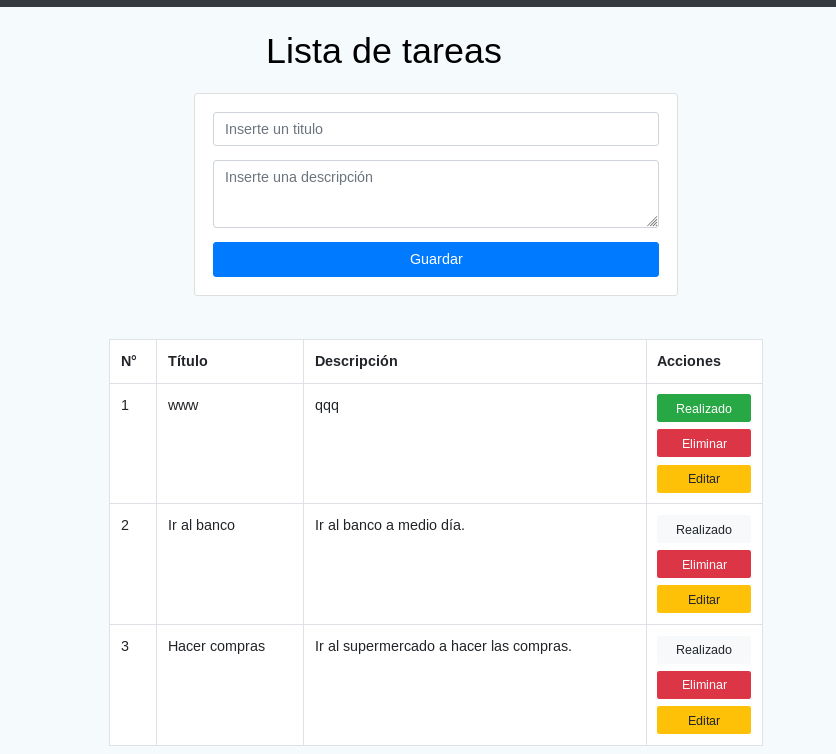 Lista de tareas
Inserte un titulo
Inserte una descripción
Guardar
N° Título Descripción Acciones
1 www qqq Realizado
Eliminar
Editar
2 Ir al banco Ir al banco a medio día. Realizado
Eliminar
Editar
3 Hacer compras Ir al supermercado a hacer las compras. Realizado
Eliminar
Editar